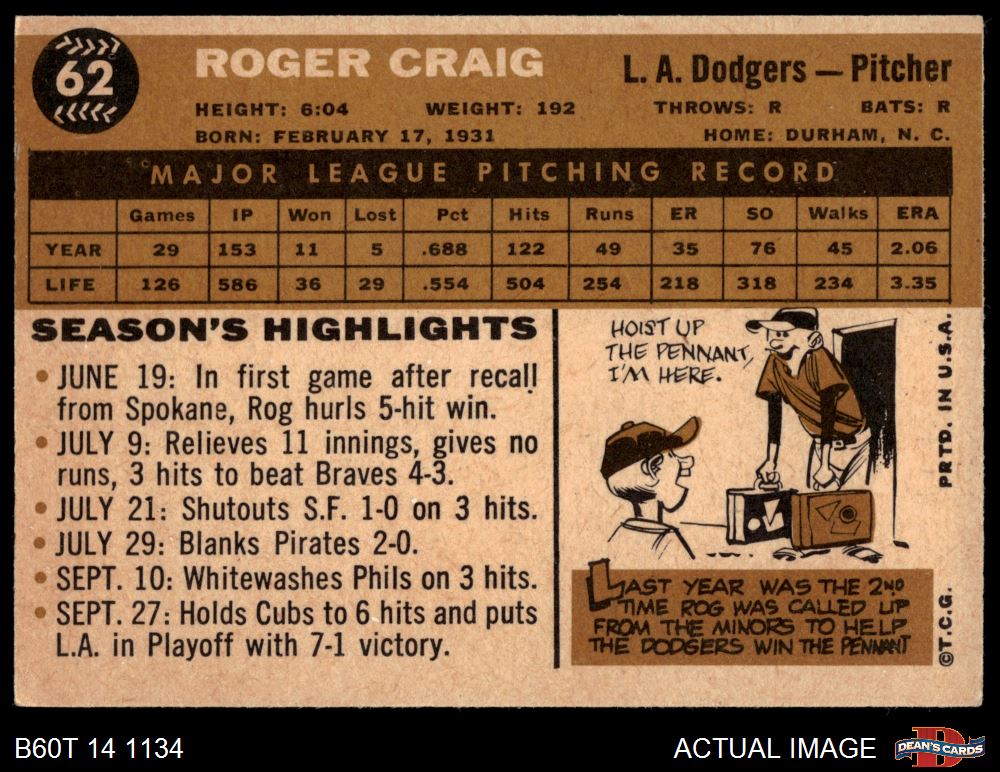 62
ROGER CRAIG
L. A. Dodgers — Pitcher
HEIGHT: 6:04 WEIGHT: 192 THROWS: R BATS: R
BORN: FEBRUARY 17, 1931 HOME: DURHAM, N. C.
MAJOR LEAGUE PITCHING RECORD
Games IP Won Lost Pct Hits Runs ER SO Walks ERA
YEAR 29 153 11 5 .688 122 49 35 76 45 2.06
LIFE 126 586 36 29 .554 504 254 218 318 234 3.35
SEASON'S HIGHLIGHTS
• JUNE 19: In first game after recall
from Spokane, Rog hurls 5-hit win.
• JULY 9: Relieves 11 innings, gives no
runs, 3 hits to beat Braves 4-3.
• JULY 21: Shutouts S.F. 1-0 on 3 hits.
• JULY 29: Blanks Pirates 2-0.
• SEPT. 10: Whitewashes Phils on 3 hits.
• SEPT. 27: Holds Cubs to 6 hits and puts
L.A. in Playoff with 7-1 victory.
HOIST UP
THE PENNANT,
I'M HERE.
LAST YEAR WAS THE 2ND
TIME ROG WAS CALLED UP
FROM THE MINORS TO HELP
THE DODGERS WIN THE PENNANT
©T.C.G. PRTD. IN U.S.A.
B60T 14 1134
ACTUAL IMAGE
DEAN'S CARDS